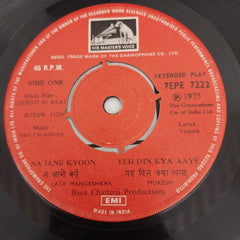 HIS MASTER'S VOICE
REGD. TRADE MARK OF THE GRAMOPHONE CO.
45 R.P.M.
EXTENDED PLAY
SIDE ONE
7EPE 7222
Hindi Film :
℗ 1975
CHHOTI SI BAAT
The Gramophone
Co. of India Ltd.
Music :
Salil Chowdhury
Lyrics :
Yogesh
NA JANE KYOON
YEH DIN KYA AAYE
न जाने क्यूँ
यह दिन क्या आये
LATA MANGESHKAR
MUKESH
Basu Chatterji Productions
EMI
MADE IN INDIA